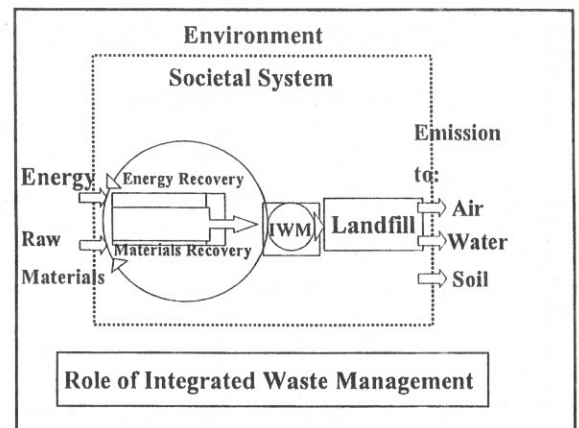 Environment
Societal System
Emission
to:
Energy
Energy Recovery
Air
IWM
Landfill
Raw
Materials Recovery
Water
Materials
Soil
Role of Integrated Waste Management